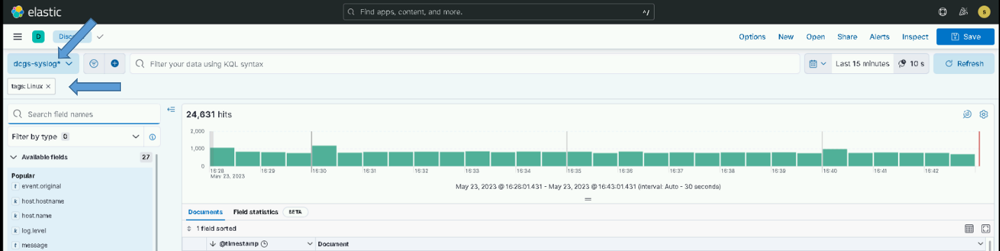 elastic
Find apps, content, and more. ^/ s
D Disco
Options New Open Share Alerts Inspect Save
dcgs-syslog* Filter your data using KQL syntax Last 15 minutes 10 s Refresh
tags: Linux ×
Search field names
24,631 hits
Filter by type 0
2,000
1,000
0
Available fields 27
16:28 16:29 16:30 16:31 16:32 16:33 16:34 16:35 16:36 16:37 16:38 16:39 16:40 16:41 16:42
May 23, 2023
Popular
May 23, 2023 @ 16:28:01.431 - May 23, 2023 @ 16:43:01.431 (interval: Auto - 30 seconds)
t event.original
k host.hostname
k host.name
k log.level
t message
Documents Field statistics BETA
1 field sorted
@timestamp Document